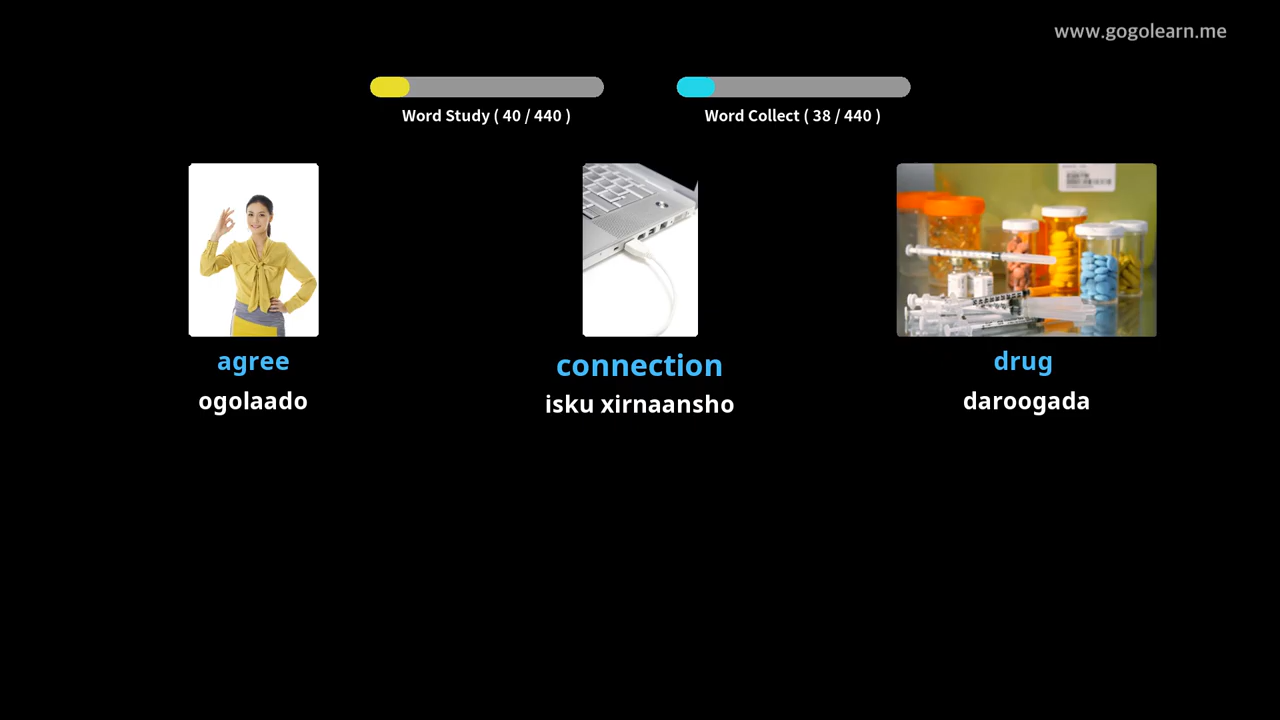 www.gogolearn.me
Word Study ( 40 / 440 )
Word Collect ( 38 / 440 )
agree
ogolaado
connection
isku xirnaansho
drug
daroogada